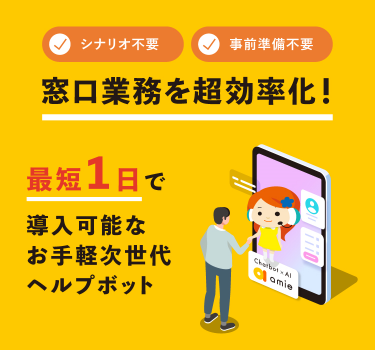 シナリオ不要
事前準備不要
窓口業務を超効率化！
最短1日で
導入可能な
お手軽次世代
ヘルプボット
Chatbot × AI
amie